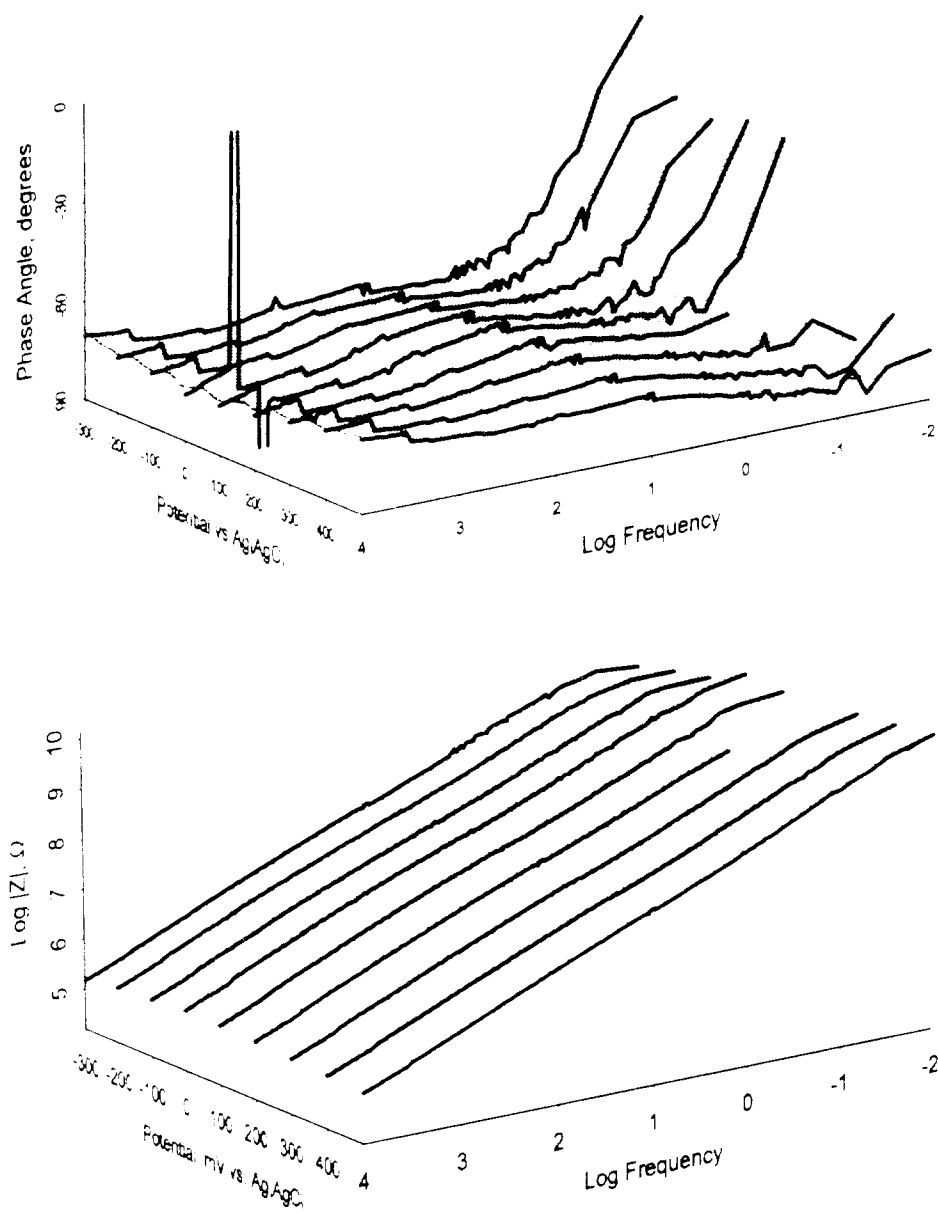 0
-30
-60
-90
Phase Angle, degrees
300 200 -100 0 100 200 300 400
Potential vs Ag/AgCl,
4 3 2 1 0 -1 -2
Log Frequency
10
9
8
7
6
5
Log |Z|, Ω
-300 -200 -100 0 100 200 300 400
Potential mV vs. Ag/AgCl,
4 3 2 1 0 -1 -2
Log Frequency